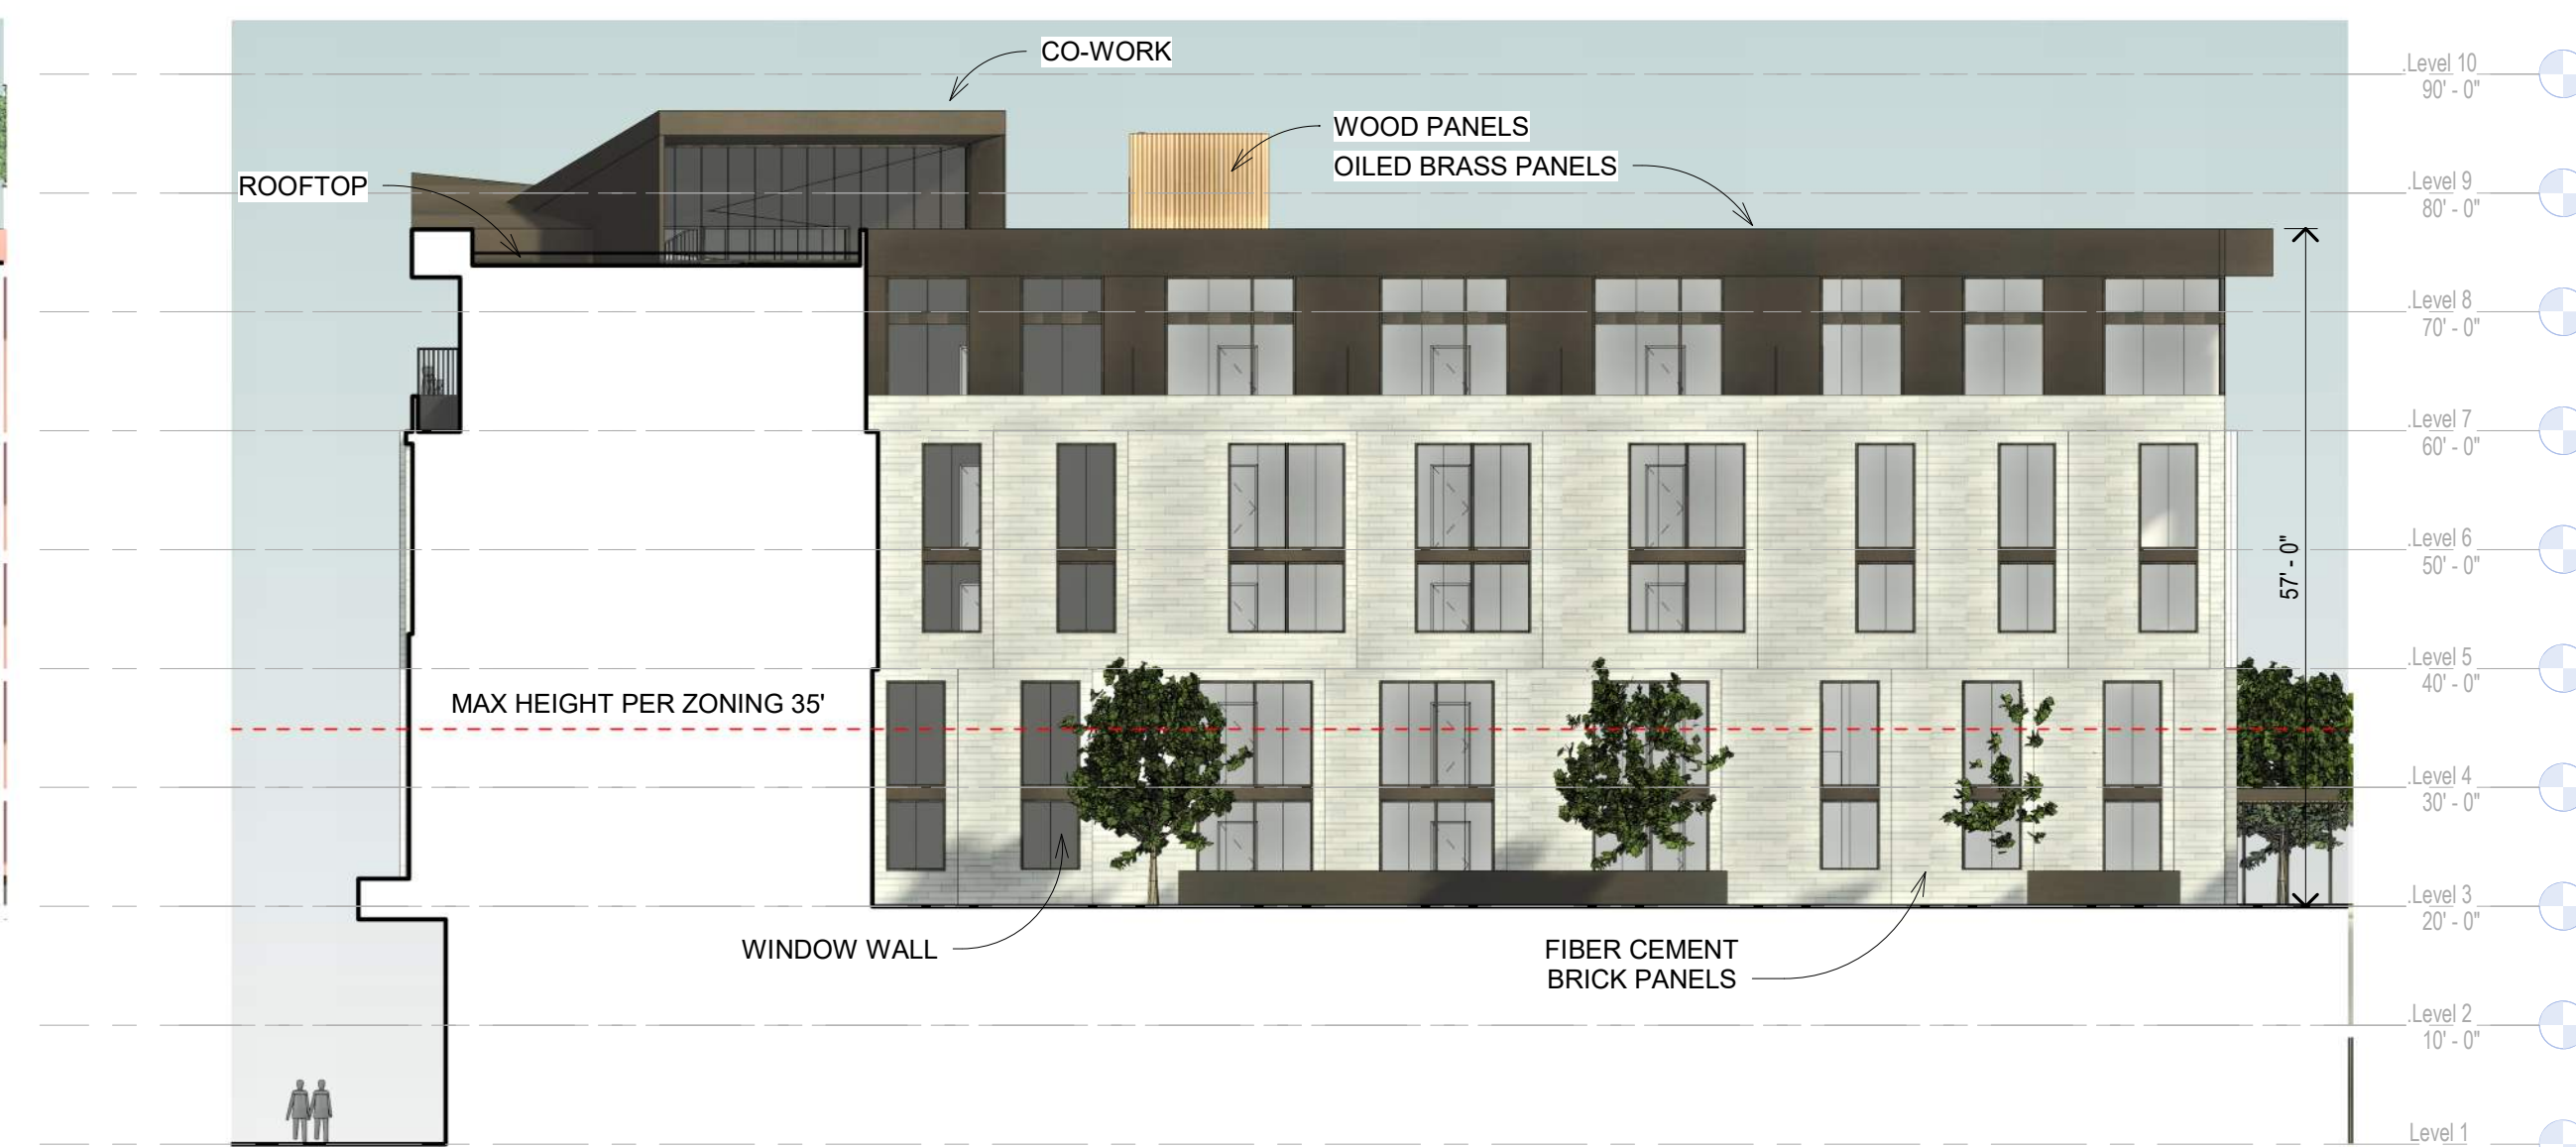 CO-WORK
.Level 10
90' - 0"
WOOD PANELS
OILED BRASS PANELS
ROOFTOP
.Level 9
80' - 0"
.Level 8
70' - 0"
.Level 7
60' - 0"
57' - 0"
.Level 6
50' - 0"
.Level 5
40' - 0"
MAX HEIGHT PER ZONING 35'
.Level 4
30' - 0"
.Level 3
20' - 0"
WINDOW WALL
FIBER CEMENT
BRICK PANELS
.Level 2
10' - 0"
Level 1